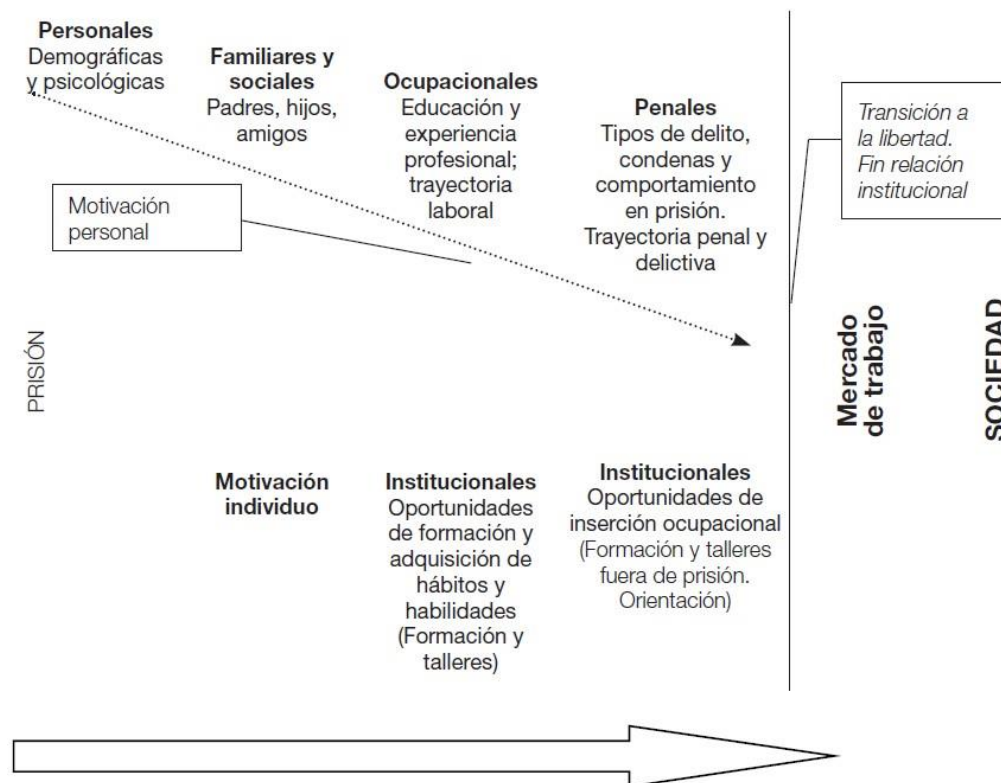 Personales
Demográficas
y psicológicas
Familiares y
sociales
Padres, hijos,
amigos
Ocupacionales
Educación y
experiencia
profesional;
trayectoria
laboral
Penales
Tipos de delito,
condenas y
comportamiento
en prisión.
Trayectoria penal y
delictiva
Transición a
la libertad.
Fin relación
institucional
Motivación
personal
PRISIÓN
Mercado
de trabajo
SOCIEDAD
Motivación
individuo
Institucionales
Oportunidades
de formación y
adquisición de
hábitos y
habilidades
(Formación y
talleres)
Institucionales
Oportunidades de
inserción ocupacional
(Formación y talleres
fuera de prisión.
Orientación)